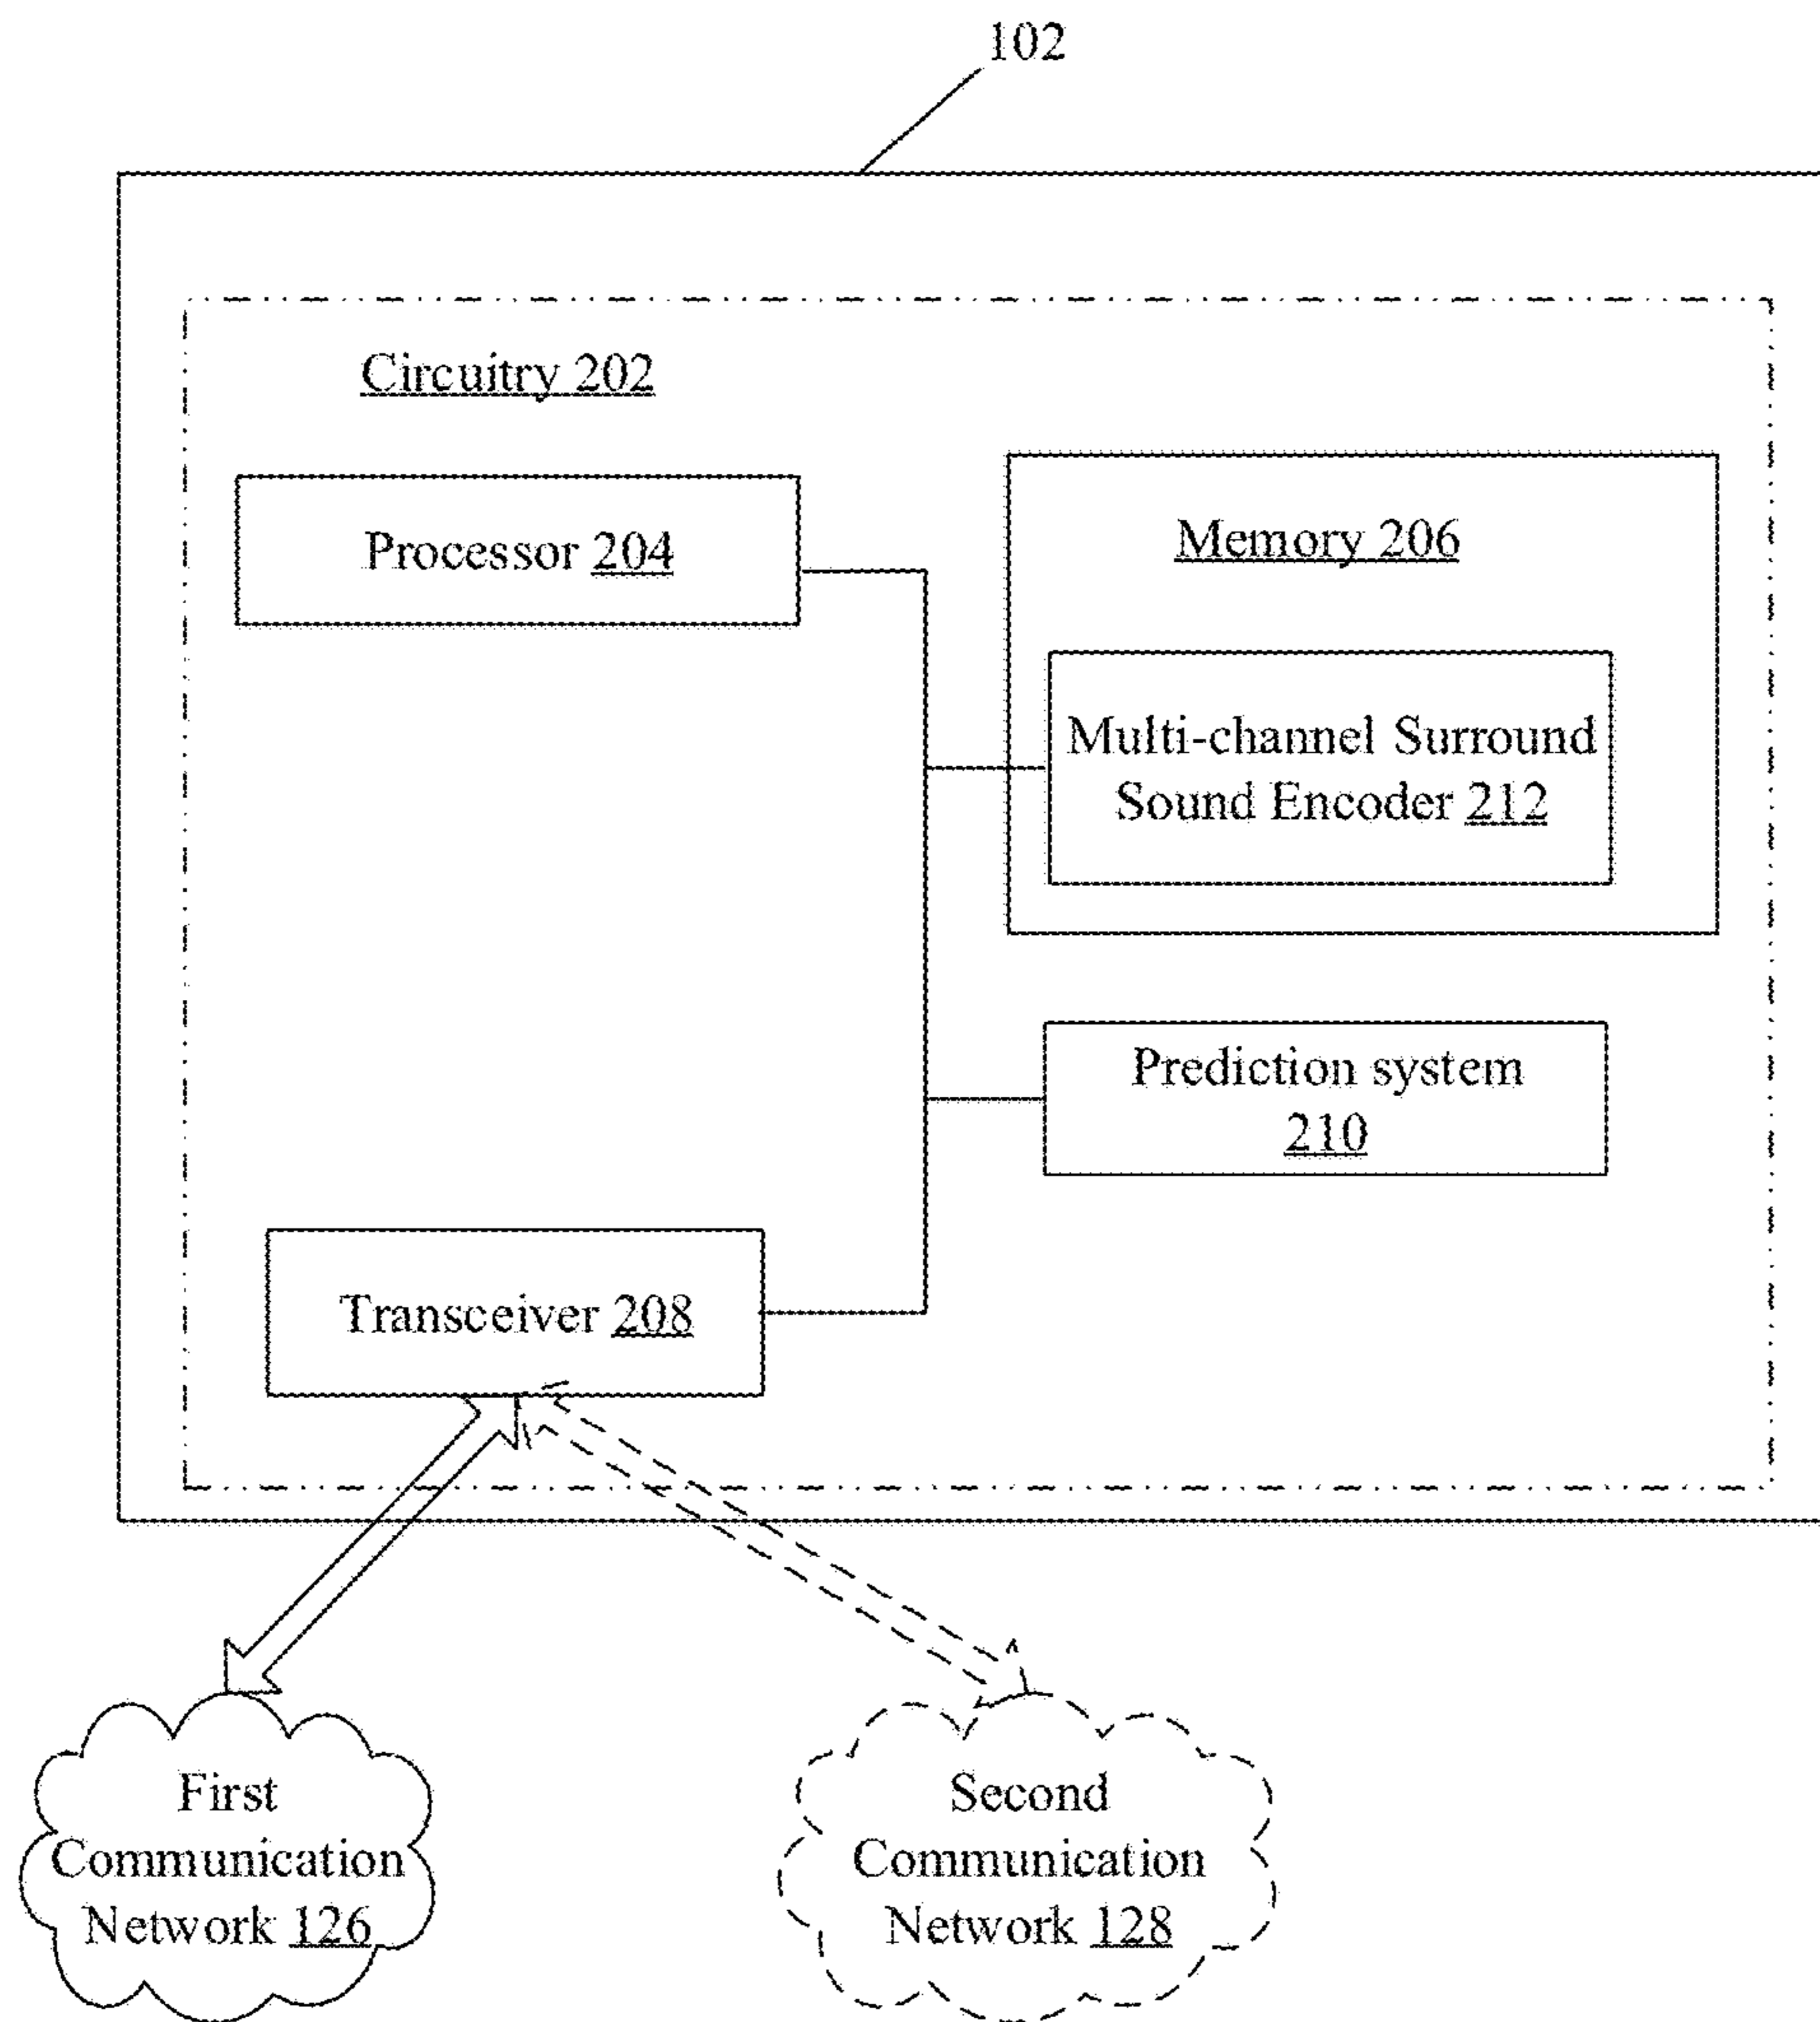 102
Circuitry 202
Processor 204
Memory 206
Multi-channel Surround
Sound Encoder 212
Prediction system
210
Transceiver 208
First
Communication
Network 126
Second
Communication
Network 128